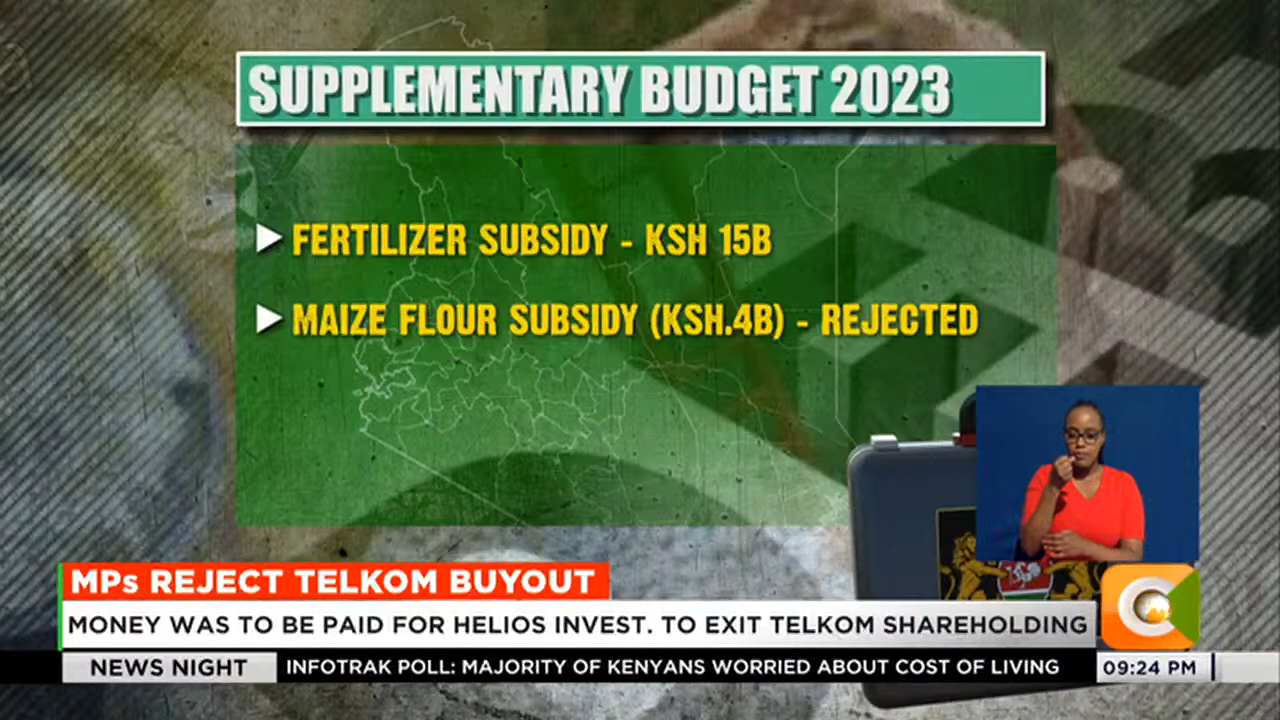 SUPPLEMENTARY BUDGET 2023
FERTILIZER SUBSIDY - KSH 15B
MAIZE FLOUR SUBSIDY (KSH.4B) - REJECTED
MPs REJECT TELKOM BUYOUT
MONEY WAS TO BE PAID FOR HELIOS INVEST. TO EXIT TELKOM SHAREHOLDING
NEWS NIGHT INFOTRAK POLL: MAJORITY OF KENYANS WORRIED ABOUT COST OF LIVING 09:24 PM